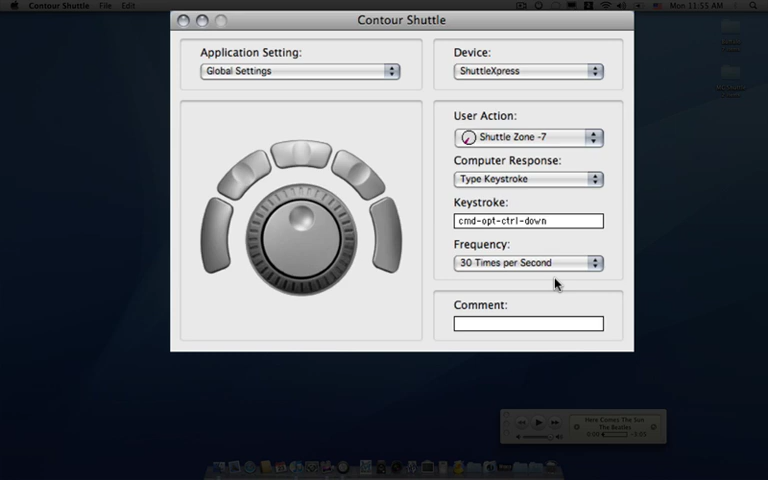 Contour Shuttle File Edit
Mon 11:55 AM
Contour Shuttle
Application Setting:
Global Settings
Device:
ShuttleXpress
User Action:
Shuttle Zone -7
Computer Response:
Type Keystroke
Keystroke:
cmd-opt-ctrl-down
Frequency:
30 Times per Second
Comment:
Here Comes The Sun
The Beatles